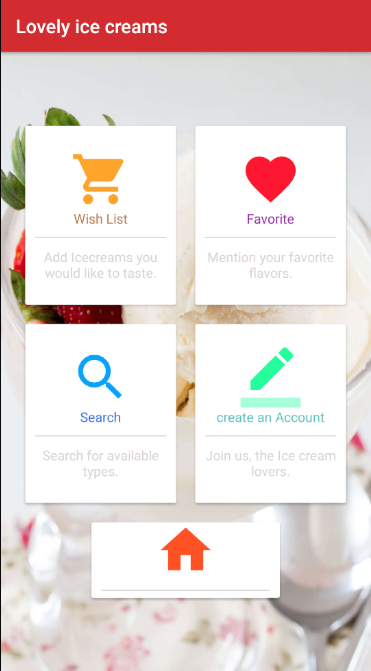 Lovely ice creams
Wish List
Add Icecreams you
would like to taste.
Favorite
Mention your favorite
flavors.
Search
Search for available
types.
create an Account
Join us, the Ice cream
lovers.